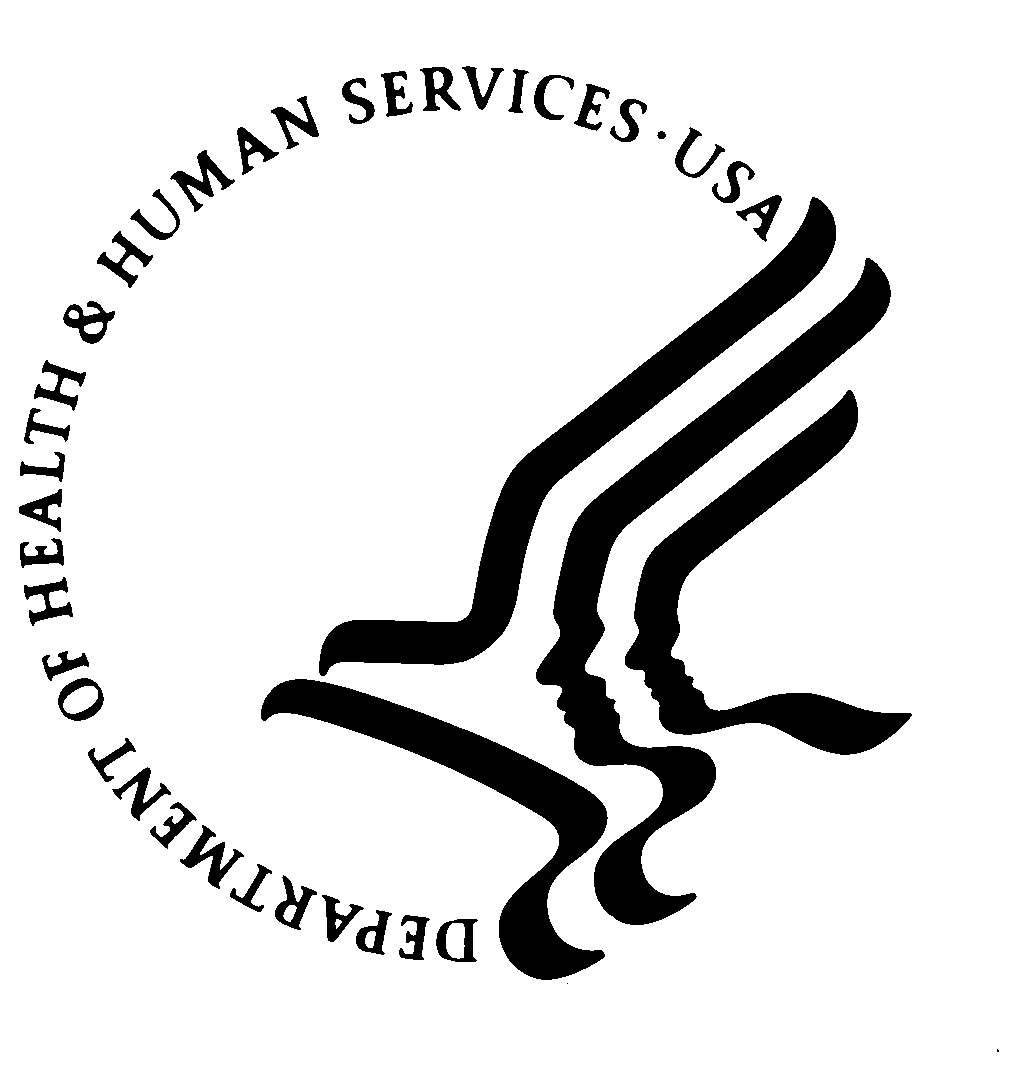 DEPARTMENT OF HEALTH & HUMAN SERVICES · USA